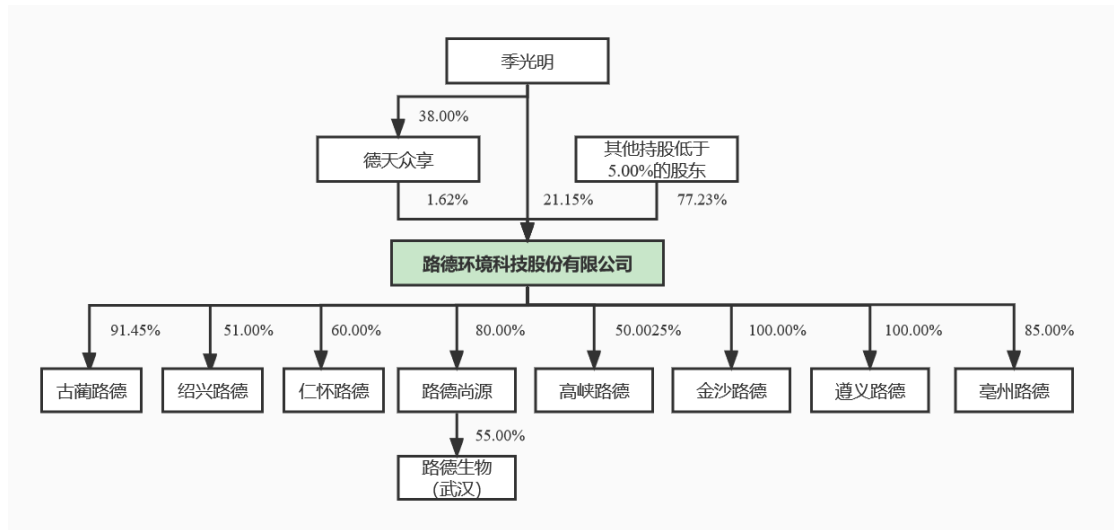 季光明
38.00%
德天众享
其他持股低于
5.00%的股东
1.62%
21.15%
77.23%
路德环境科技股份有限公司
91.45%
51.00%
60.00%
80.00%
50.0025%
100.00%
100.00%
85.00%
古蔺路德
绍兴路德
仁怀路德
路德尚源
高峡路德
金沙路德
遵义路德
亳州路德
55.00%
路德生物
(武汉)